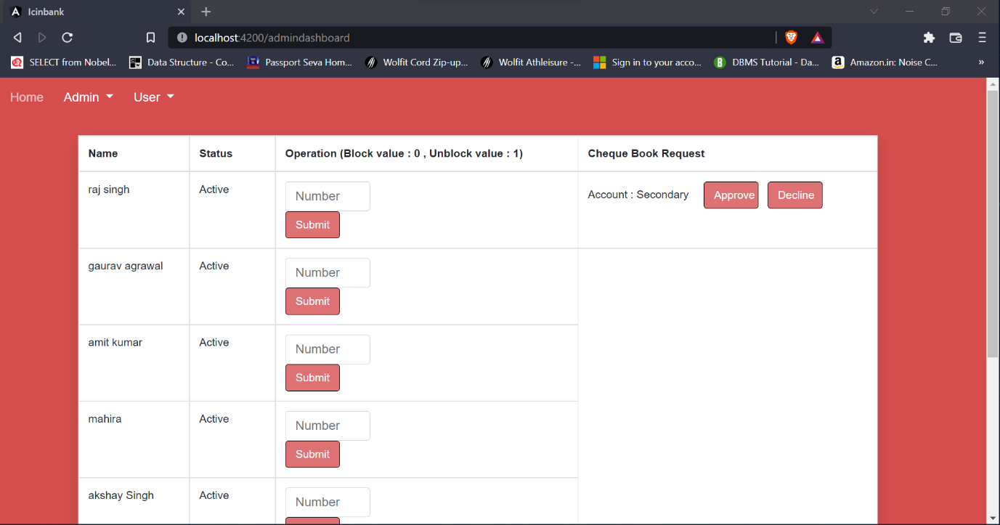 Icinbank
localhost:4200/admindashboard
SELECT from Nobel... Data Structure - Co... Passport Seva Hom... Wolfit Cord Zip-up... Wolfit Athleisure -... Sign in to your acco... DBMS Tutorial - Da... Amazon.in: Noise C... »
Home Admin User
Name Status Operation (Block value : 0 , Unblock value : 1) Cheque Book Request
raj singh Active Number Account : Secondary Approve Decline
Submit
gaurav agrawal Active Number
Submit
amit kumar Active Number
Submit
mahira Active Number
Submit
akshay Singh Active Number